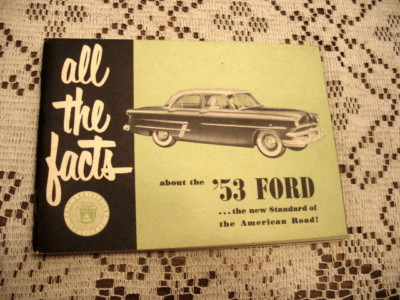 all
the
facts
about the '53 FORD
...the new Standard of
the American Road!